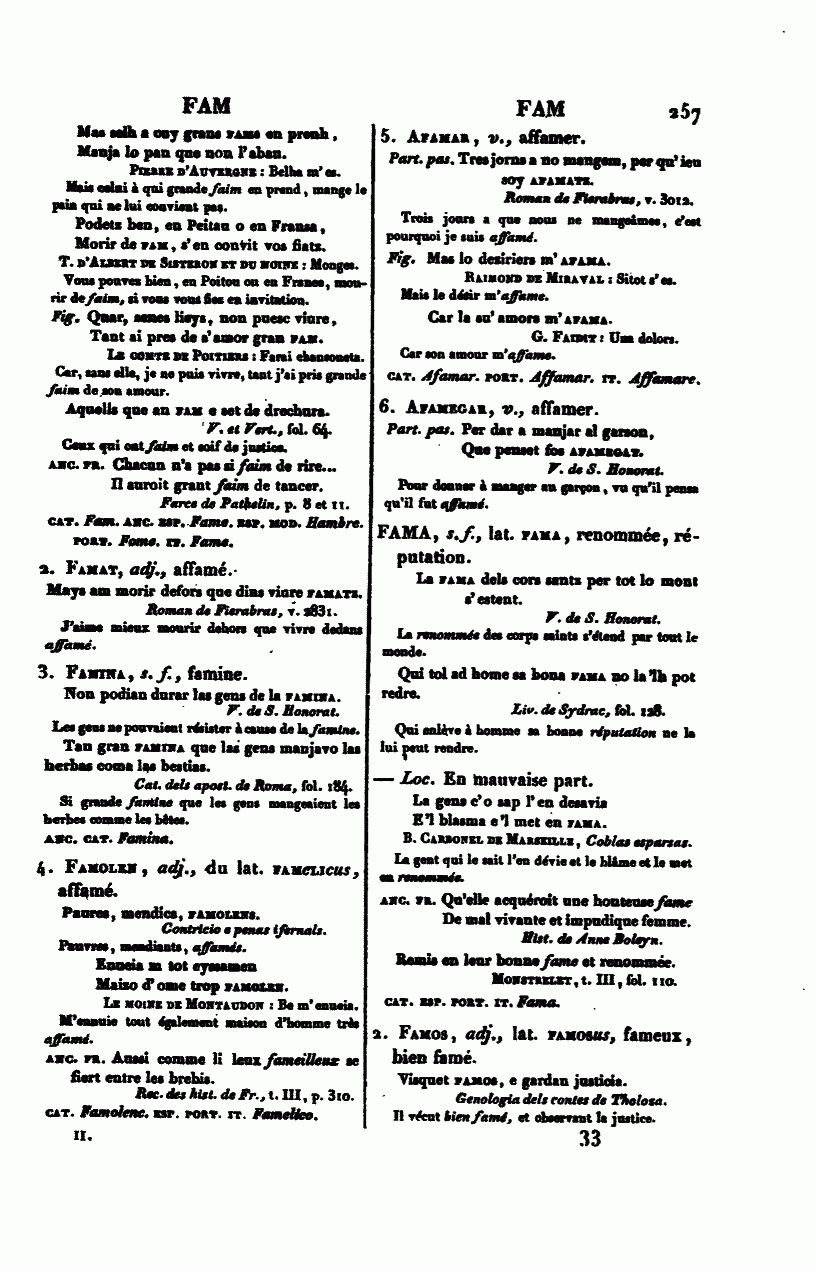 FAM
Mas selh a cuy grans FAMS en prenh,
Manja lo pan que non l'aban.
PIERRE D'AUVERGNE : Belha m'es.
Mais celui à qui grande faim en prend, mange le
pain qui ne lui convient pas.
Podetz ben, en Peitau o en Fransa,
Morir de FAM, s'en convit vos fiatz.
T. D'ALBERT DE SISTERON ET DU MOINE : Monges.
Vous pouvez bien, en Poitou ou en France, mou-
rir de faim, si vous vous fiez en invitation.
Fig. Quar, senes lieys, non puesc viure,
Tant ai pres de s'amor gran FAM.
LE COMTE DE POITIERS : Farai chansoneta.
Car, sans elle, je ne puis vivre, tant j'ai pris grande
faim de son amour.
Aquells que an FAM e set de drechura.
V. et Vert., fol. 64.
Ceux qui ont faim et soif de justice.
ANC. FR. Chacun n'a pas si faim de rire...
Il auroit grant faim de tancer.
Farce de Pathelin, p. 8 et 11.
CAT. Fam. ANC. ESP. Fame. ESP. MOD. Hambre.
PORT. Fome. IT. Fame.
2. FAMAT, adj., affamé.
Mays am morir defors que dins viure FAMATZ.
Roman de Fierabras, v. 2831.
J'aime mieux mourir dehors que vivre dedans
affamé.
3. FAMINA, s. f., famine.
Non podian durar las gens de la FAMINA.
V. de S. Honorat.
Les gens ne pouvaient résister à cause de la famine.
Tan gran FAMINA que las gens manjavo las
herbas coma las bestias.
Cat. dels apost. de Roma, fol. 184.
Si grande famine que les gens mangeaient les
herbes comme les bêtes.
ANC. CAT. Famina.
4. FAMOLEN, adj., du lat. FAMELICUS,
affamé.
Paures, mendics, FAMOLENS.
Contricio e penas ifernals.
Pauvres, mendiants, affamés.
Enueia m tot eyssamen
Maizo d'ome trop FAMOLEN.
LE MOINE DE MONTAUDON : Be m'enueia.
M'ennuie tout également maison d'homme très
affamé.
ANC. FR. Aussi comme li leux fameilleux se
fiert entre les brebis.
Rec. des hist. de Fr., t. III, p. 310.
CAT. Famolenc. ESP. PORT. IT. Famelico.
II.
FAM 257
5. AFAMAR, v., affamer.
Part. pas. Tres jorns a no mangem, per qu'ieu
soy AFAMATZ.
Roman de Fierabras, v. 3012.
Trois jours a que nous ne mangeâmes, c'est
pourquoi je suis affamé.
Fig. Mas lo desiriers m'AFAMA.
RAIMOND DE MIRAVAL : Sitot s'es.
Mais le désir m'affame.
Car la su' amors m'AFAMA.
G. FAIDIT : Una dolors.
Car son amour m'affame.
CAT. Afamar. PORT. Affamar. IT. Affamare.
6. AFAMEGAR, v., affamer.
Part. pas. Per dar a manjar al garson,
Que penset fos AFAMEGAT.
V. de S. Honorat.
Pour donner à manger au garçon, vu qu'il pensa
qu'il fut affamé.
FAMA, s. f., lat. FAMA, renommée, ré-
putation.
La FAMA dels cors sants per tot lo mont
s'estent.
V. de S. Honorat.
La renommée des corps saints s'étend par tout le
monde.
Qui tol ad home sa bona FAMA no la 'lh pot
redre.
Liv. de Sydrac, fol. 128.
Qui enlève à homme sa bonne réputation ne la
lui peut rendre.
— Loc. En mauvaise part.
La gens c'o sap l'en desavia
E'l blasma e'l met en FAMA.
B. CARBONEL DE MARSEILLE, Coblas esparsas.
La gent qui le sait l'en dévie et le blâme et le met
en renommée.
ANC. FR. Qu'elle acquéroit une honteuse fame
De mal vivante et impudique femme.
Hist. de Anne Boleyn.
Remis en leur bonne fame et renommée.
MONSTRELET, t. III, fol. 110.
CAT. ESP. PORT. IT. Fama.
2. FAMOS, adj., lat. FAMOSUS, fameux,
bien famé.
Visquet FAMOS, e gardan justicia.
Genologia dels contes de Tholosa.
Il vécut bien famé, et observant la justice.
33